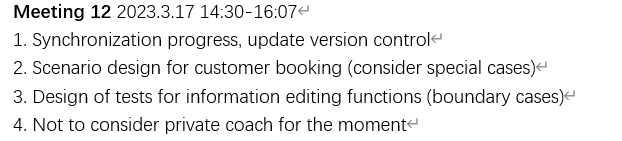 Meeting 12 2023.3.17 14:30-16:07
1. Synchronization progress, update version control
2. Scenario design for customer booking (consider special cases)
3. Design of tests for information editing functions (boundary cases)
4. Not to consider private coach for the moment